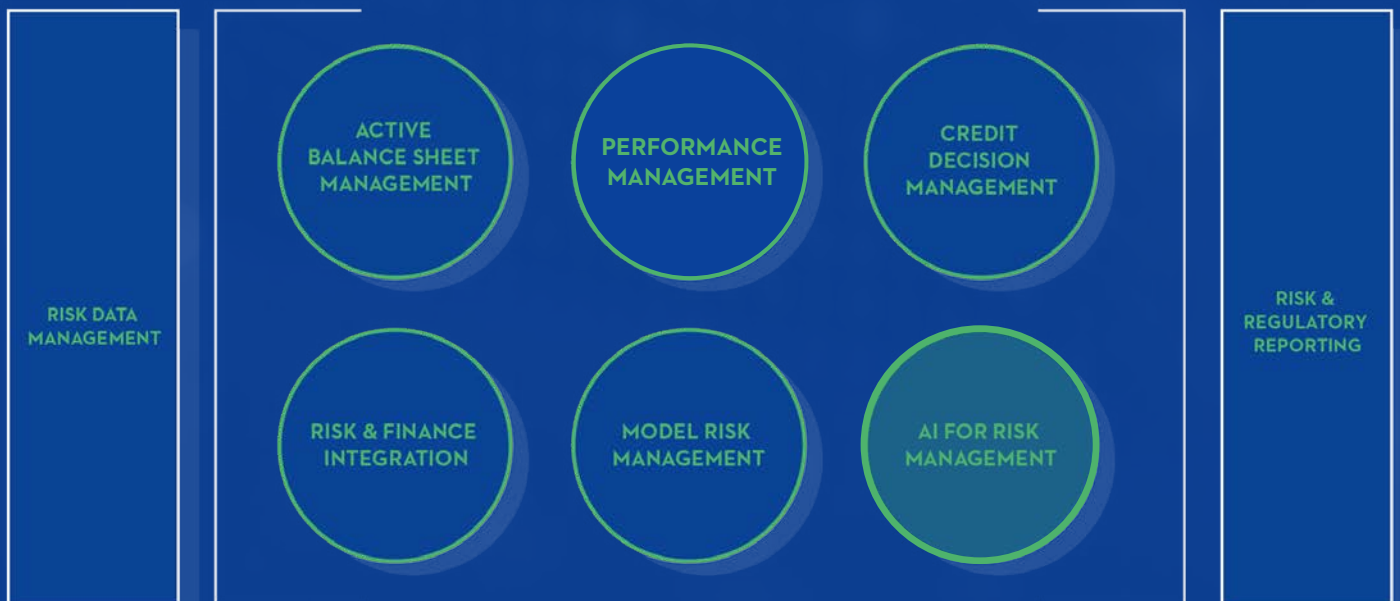 RISK DATA
MANAGEMENT
ACTIVE
BALANCE SHEET
MANAGEMENT
PERFORMANCE
MANAGEMENT
CREDIT
DECISION
MANAGEMENT
RISK & FINANCE
INTEGRATION
MODEL RISK
MANAGEMENT
AI FOR RISK
MANAGEMENT
RISK &
REGULATORY
REPORTING